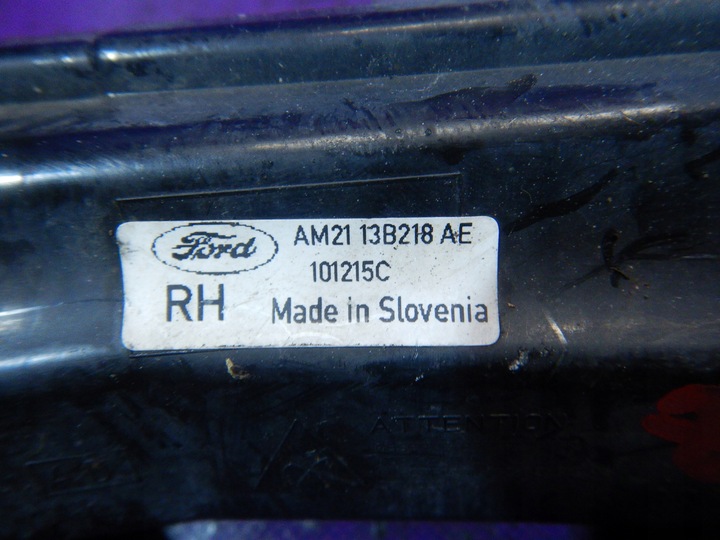 Ford AM21 13B218 AE
101215C
RH Made in Slovenia
ATTENTION